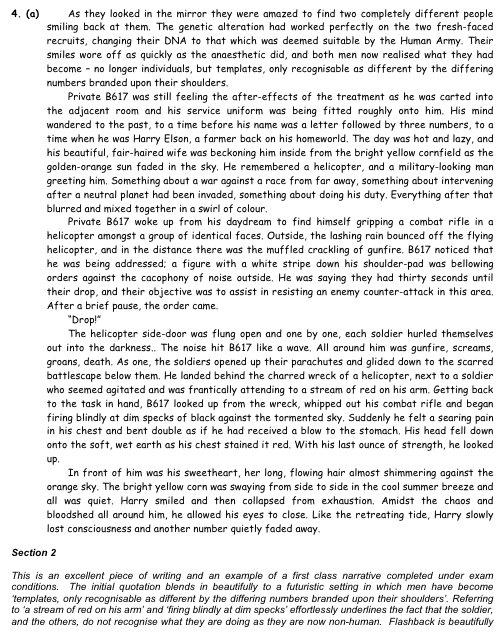 4. (a) As they looked in the mirror they were amazed to find two completely different people
smiling back at them. The genetic alteration had worked perfectly on the two fresh-faced
recruits, changing their DNA to that which was deemed suitable by the Human Army. Their
smiles wore off as quickly as the anaesthetic did, and both men now realised what they had
become – no longer individuals, but templates, only recognisable as different by the differing
numbers branded upon their shoulders.
Private B617 was still feeling the after-effects of the treatment as he was carted into
the adjacent room and his service uniform was being fitted roughly onto him. His mind
wandered to the past, to a time before his name was a letter followed by three numbers, to a
time when he was Harry Elson, a farmer back on his homeworld. The day was hot and lazy, and
his beautiful, fair-haired wife was beckoning him inside from the bright yellow cornfield as the
golden-orange sun faded in the sky. He remembered a helicopter, and a military-looking man
greeting him. Something about a war against a race from far away, something about intervening
after a neutral planet had been invaded, something about doing his duty. Everything after that
blurred and mixed together in a swirl of colour.
Private B617 woke up from his daydream to find himself gripping a combat rifle in a
helicopter amongst a group of identical faces. Outside, the lashing rain bounced off the flying
helicopter, and in the distance there was the muffled crackling of gunfire. B617 noticed that
he was being addressed; a figure with a white stripe down his shoulder-pad was bellowing
orders against the cacophony of noise outside. He was saying they had thirty seconds until
their drop, and their objective was to assist in resisting an enemy counter-attack in this area.
After a brief pause, the order came.
"Drop!"
The helicopter side-door was flung open and one by one, each soldier hurled themselves
out into the darkness.. The noise hit B617 like a wave. All around him was gunfire, screams,
groans, death. As one, the soldiers opened up their parachutes and glided down to the scarred
battlescape below them. He landed behind the charred wreck of a helicopter, next to a soldier
who seemed agitated and was frantically attending to a stream of red on his arm. Getting back
to the task in hand, B617 looked up from the wreck, whipped out his combat rifle and began
firing blindly at dim specks of black against the tormented sky. Suddenly he felt a searing pain
in his chest and bent double as if he had received a blow to the stomach. His head fell down
onto the soft, wet earth as his chest stained it red. With his last ounce of strength, he looked
up.
In front of him was his sweetheart, her long, flowing hair almost shimmering against the
orange sky. The bright yellow corn was swaying from side to side in the cool summer breeze and
all was quiet. Harry smiled and then collapsed from exhaustion. Amidst the chaos and
bloodshed all around him, he allowed his eyes to close. Like the retreating tide, Harry slowly
lost consciousness and another number quietly faded away.
Section 2
This is an excellent piece of writing and an example of a first class narrative completed under exam
conditions. The initial quotation blends in beautifully to a futuristic setting in which men have become
'templates, only recognisable as different by the differing numbers branded upon their shoulders'. Referring
to 'a stream of red on his arm' and 'firing blindly at dim specks' effortlessly underlines the fact that the soldier,
and the others, do not recognise what they are doing as they are now non-human. Flashback is beautifully